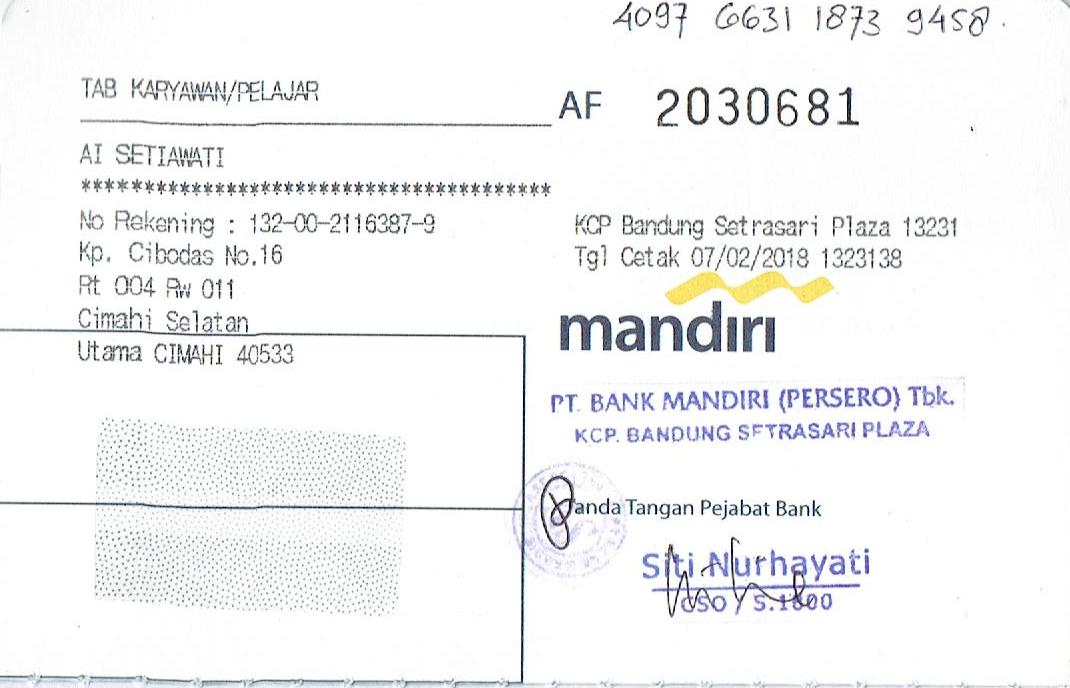 4097 6631 1873 9458.
TAB KARYAWAN/PELAJAR
AF 2030681
AI SETIAWATI
***************************************
No Rekening : 132-00-2116387-9
Kp. Cibodas No.16
Rt 004 Rw 011
Cimahi Selatan
Utama CIMAHI 40533
KCP Bandung Setrasari Plaza 13231
Tgl Cetak 07/02/2018 1323138
mandiri
PT. BANK MANDIRI (PERSERO) Tbk.
KCP. BANDUNG SETRASARI PLAZA
Tanda Tangan Pejabat Bank
Siti Nurhayati
CSO / S.1800